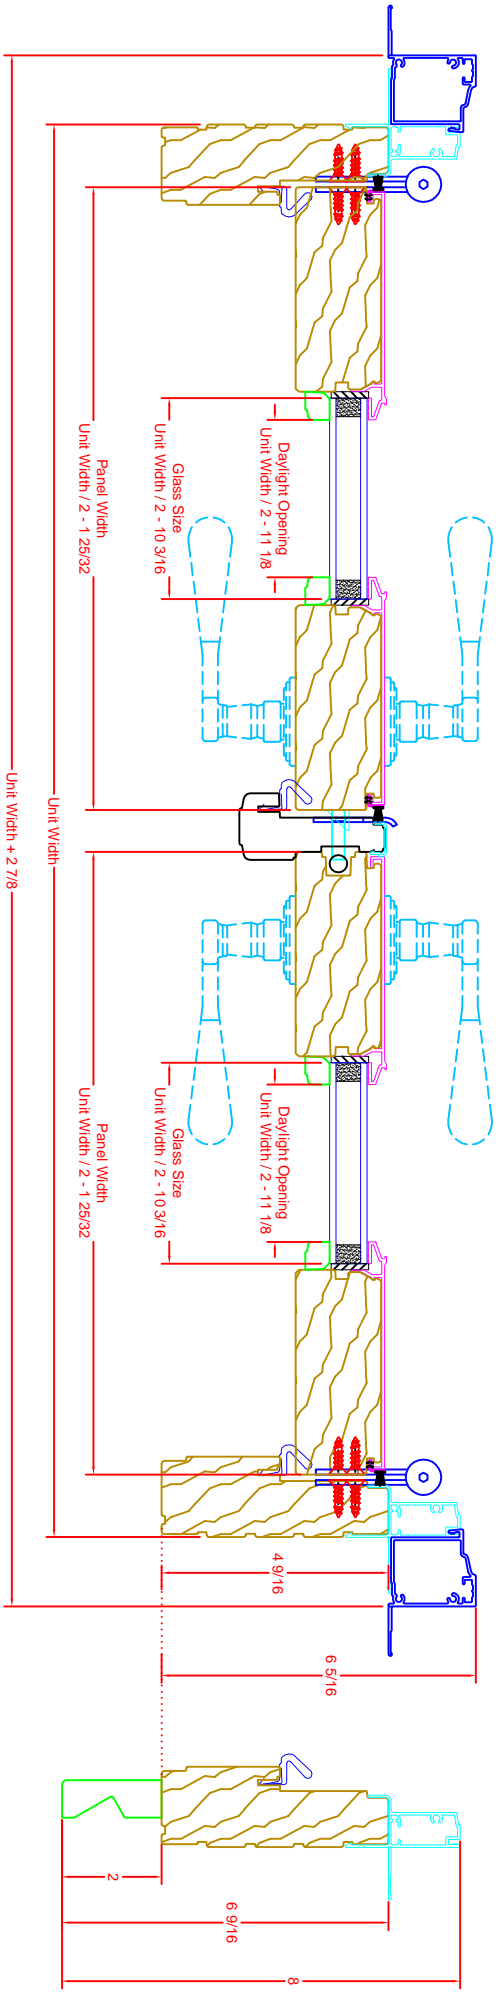 Daylight Opening
Unit Width / 2 - 11 1/8
Glass Size
Unit Width / 2 - 10 3/16
Panel Width
Unit Width / 2 - 1 25/32
Unit Width
Unit Width + 2 7/8
Daylight Opening
Unit Width / 2 - 11 1/8
Glass Size
Unit Width / 2 - 10 3/16
Panel Width
Unit Width / 2 - 1 25/32
4 9/16
6 5/16
2
6 9/16
8